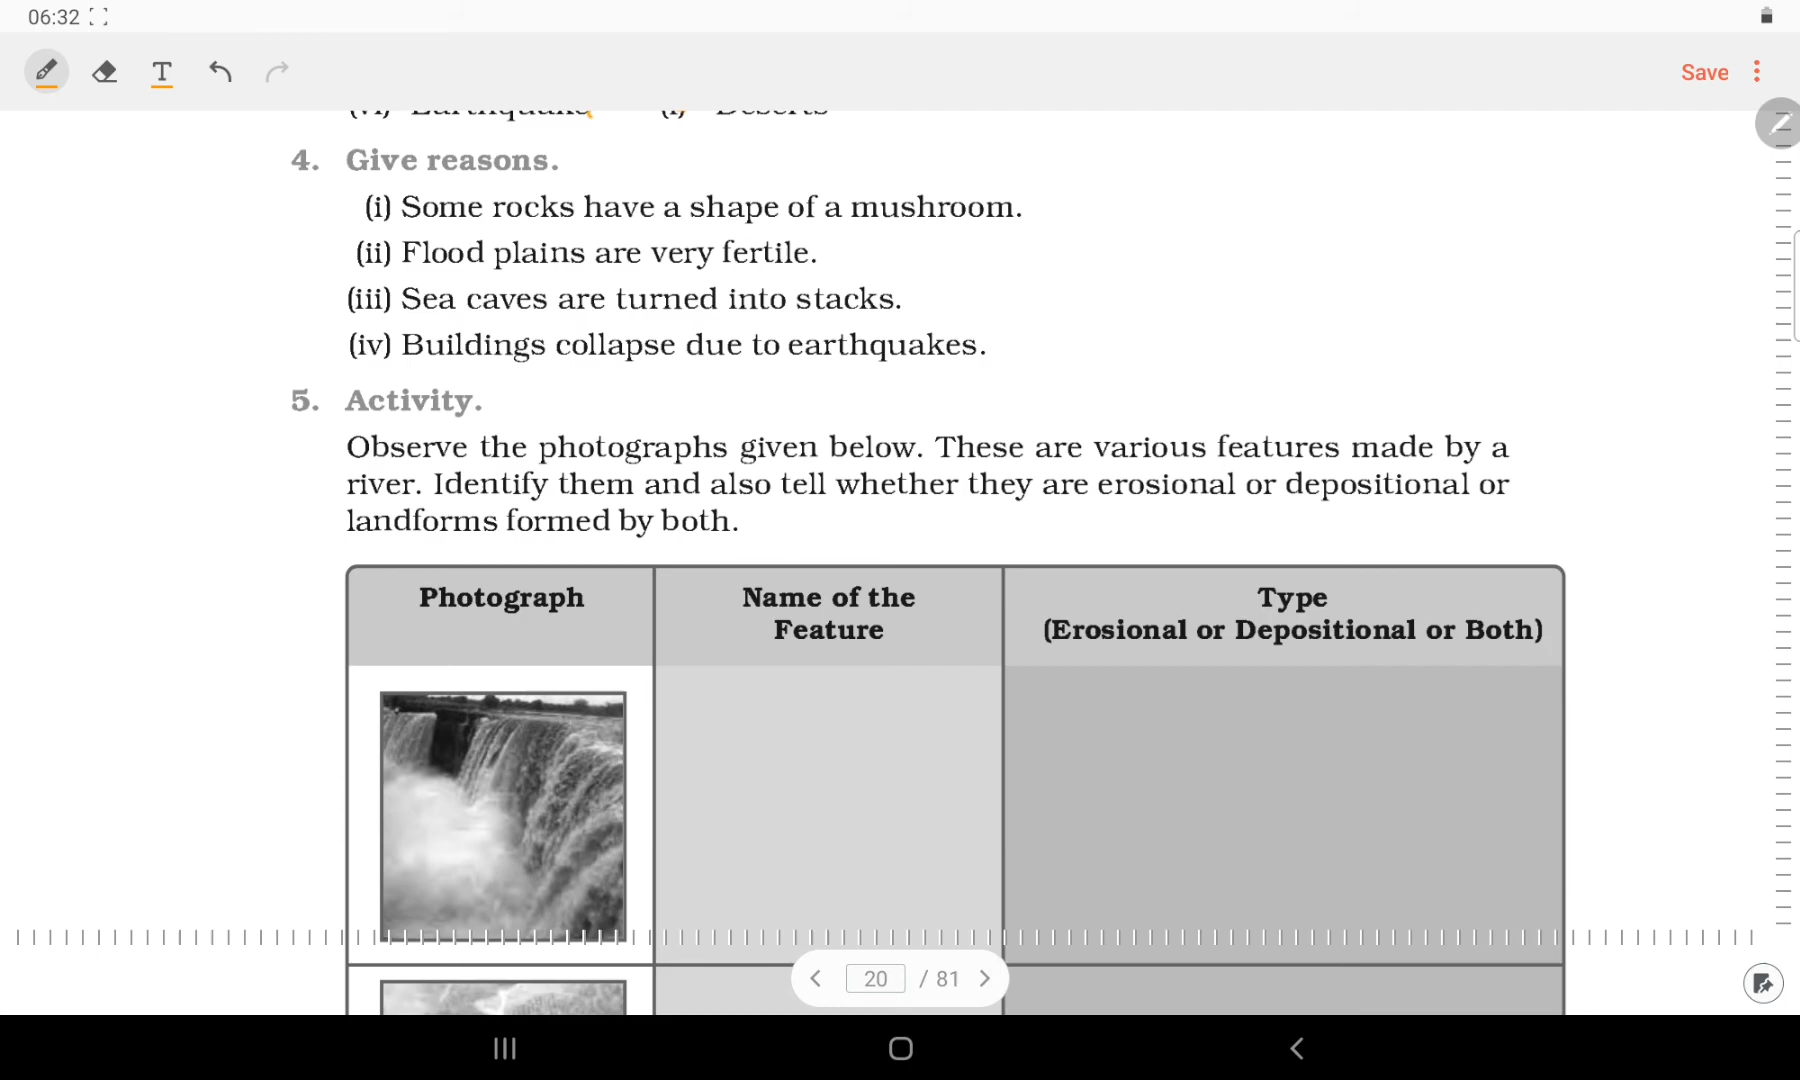 06:32
T
Save
(vi) Earthquake (i) Deserts
4. Give reasons.
(i) Some rocks have a shape of a mushroom.
(ii) Flood plains are very fertile.
(iii) Sea caves are turned into stacks.
(iv) Buildings collapse due to earthquakes.
5. Activity.
Observe the photographs given below. These are various features made by a
river. Identify them and also tell whether they are erosional or depositional or
landforms formed by both.
Photograph
Name of the
Feature
Type
(Erosional or Depositional or Both)
20 / 81